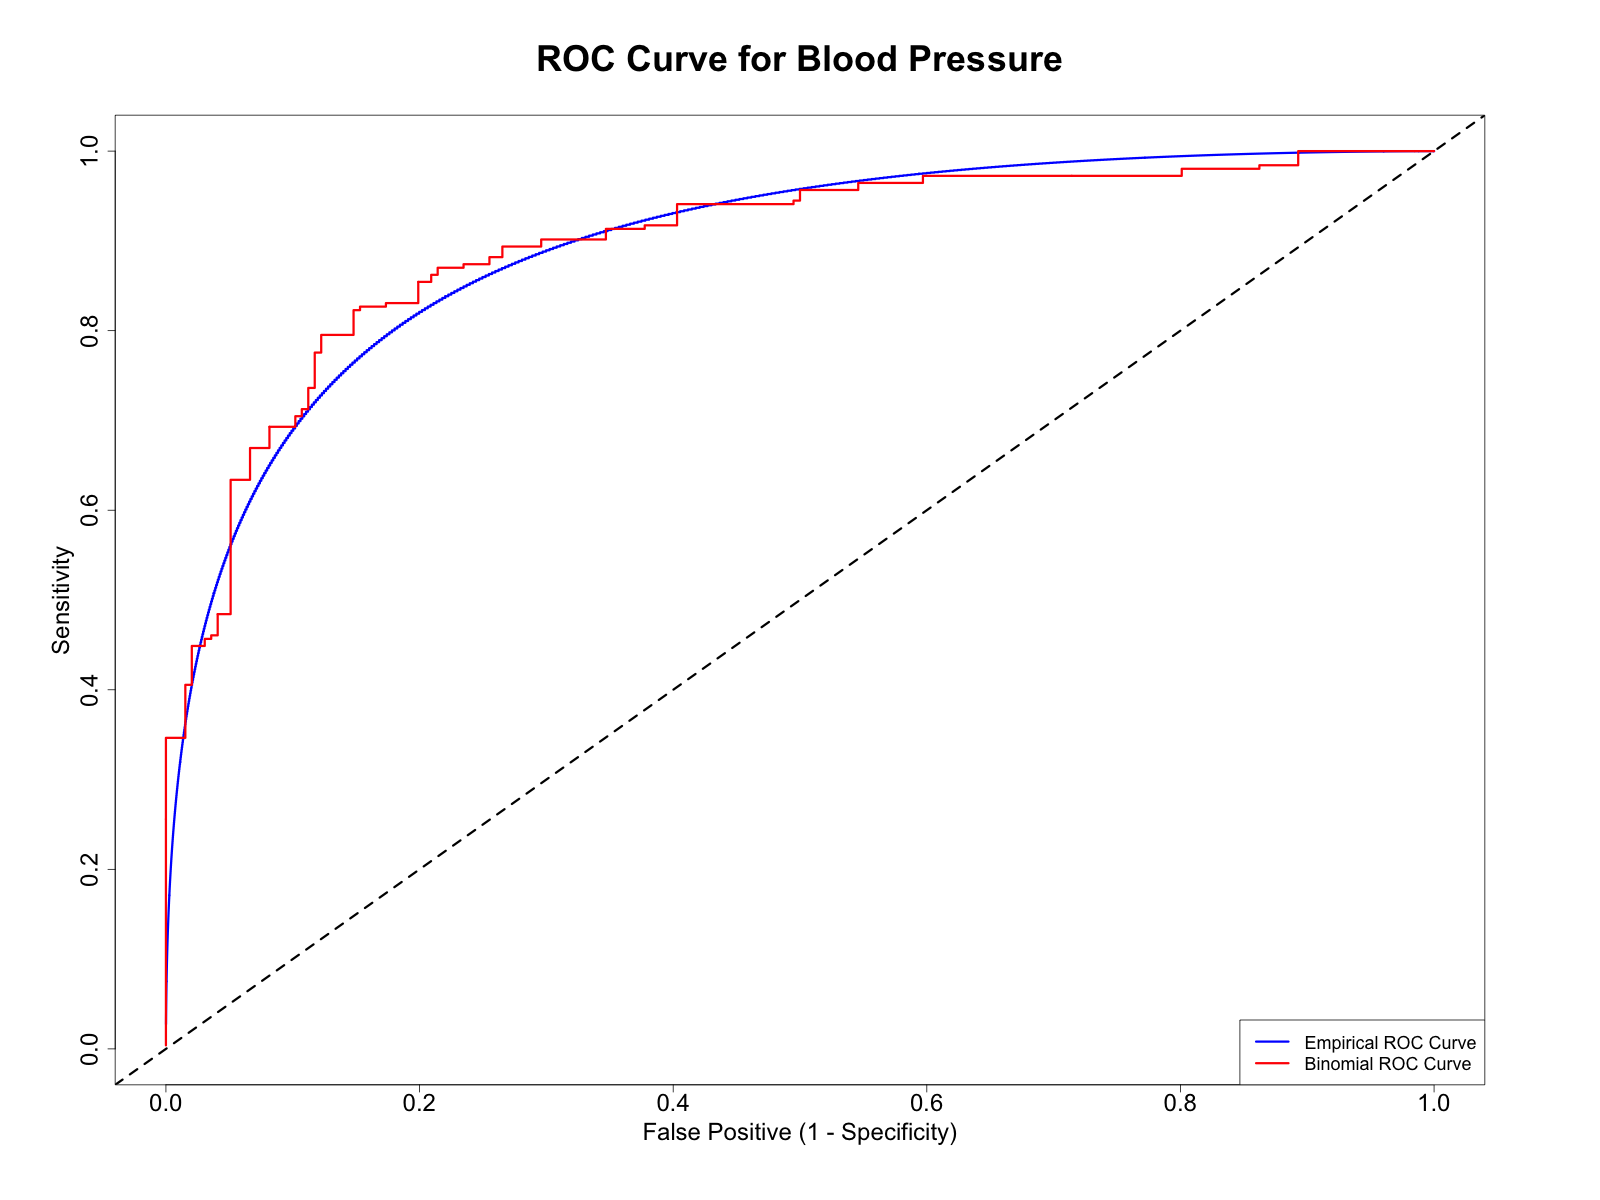 ROC Curve for Blood Pressure
1.0
0.8
0.6
0.4
0.2
0.0
Sensitivity
0.0 0.2 0.4 0.6 0.8 1.0
False Positive (1 - Specificity)
Empirical ROC Curve
Binomial ROC Curve